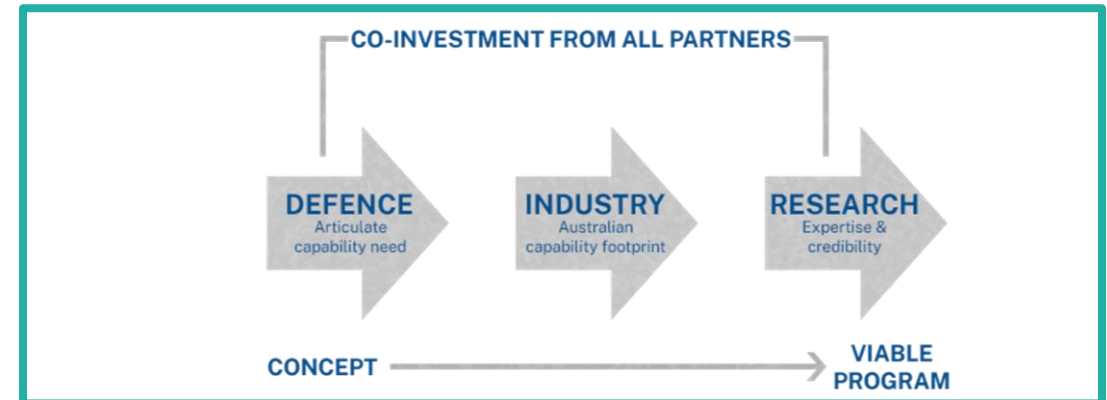 CO-INVESTMENT FROM ALL PARTNERS
DEFENCE
Articulate
capability need
INDUSTRY
Australian
capability footprint
RESEARCH
Expertise &
credibility
CONCEPT
VIABLE
PROGRAM